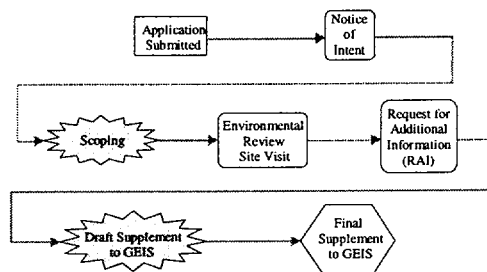 Application
Submitted
Notice
of
Intent
Scoping
Environmental
Review
Site Visit
Request for
Additional
Information
(RAI)
Draft Supplement
to GEIS
Final
Supplement
to GEIS